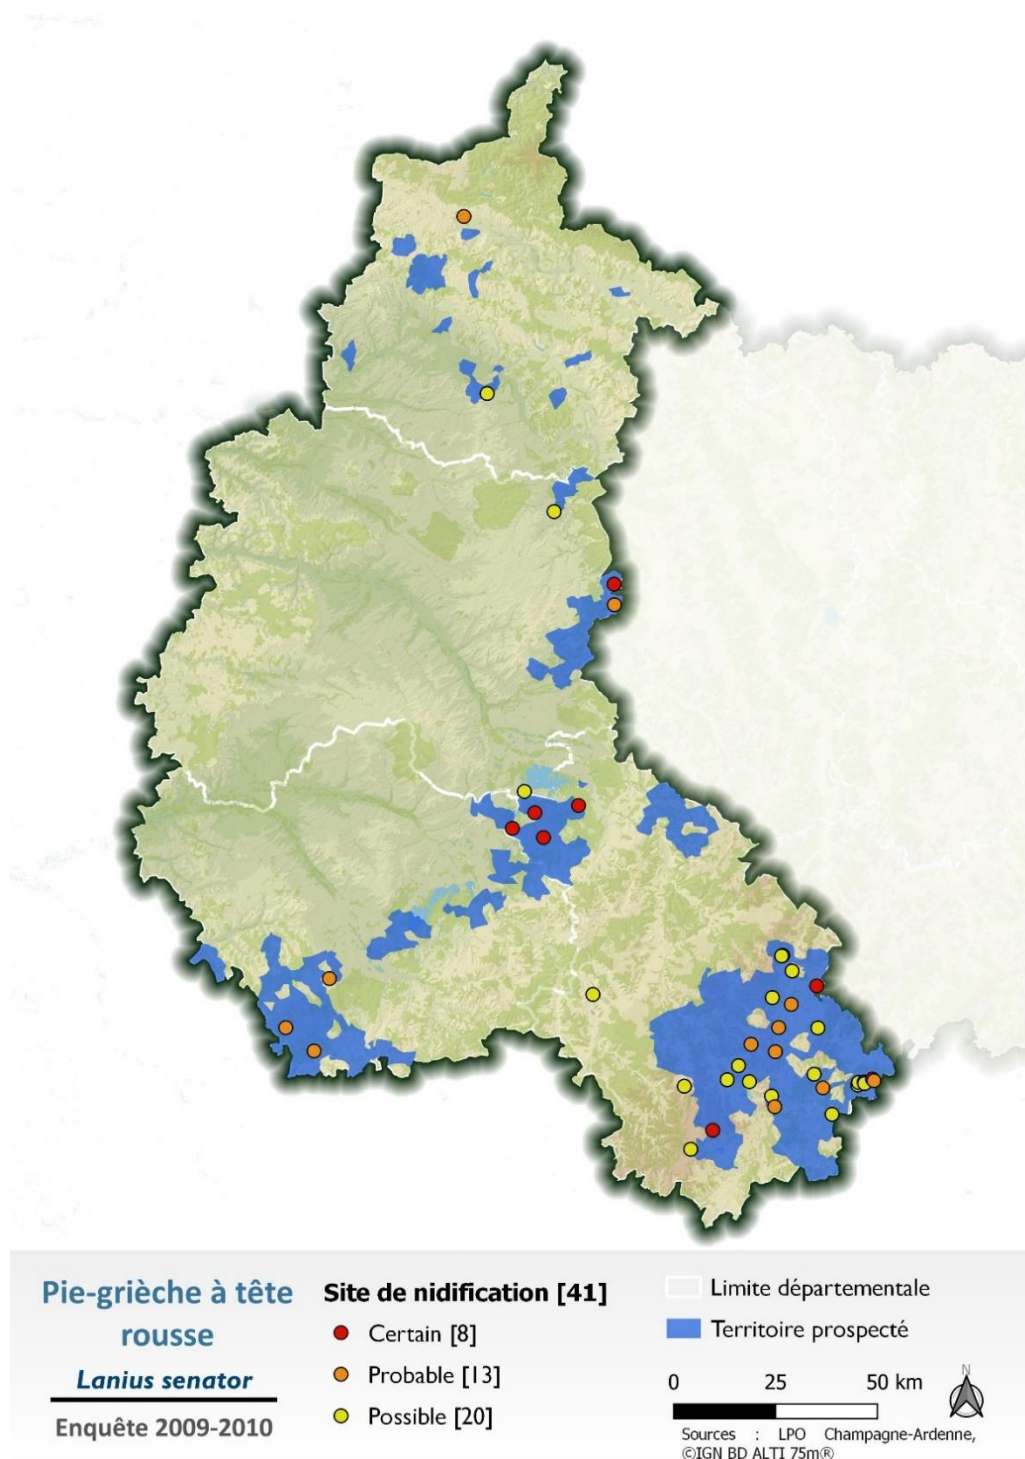 Pie-grièche à tête
rousse
Lanius senator
Enquête 2009-2010
Site de nidification [41]
Certain [8]
Probable [13]
Possible [20]
Limite départementale
Territoire prospecté
0 25 50 km
N
Sources : LPO Champagne-Ardenne,
©IGN BD ALTI 75m®